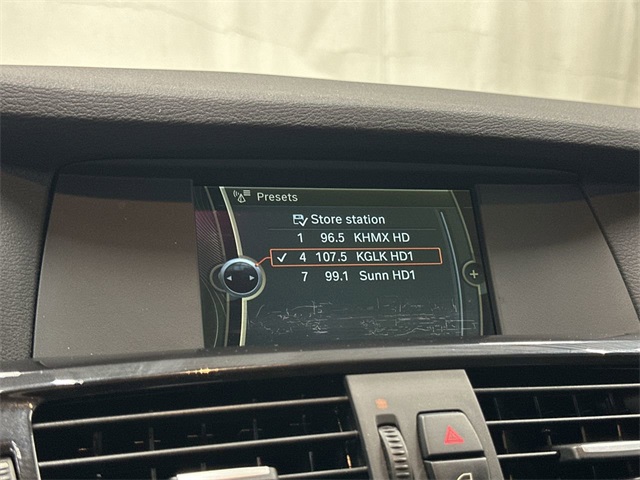 Presets
Store station
1 96.5 KHMX HD
4 107.5 KGLK HD1
7 99.1 Sunn HD1